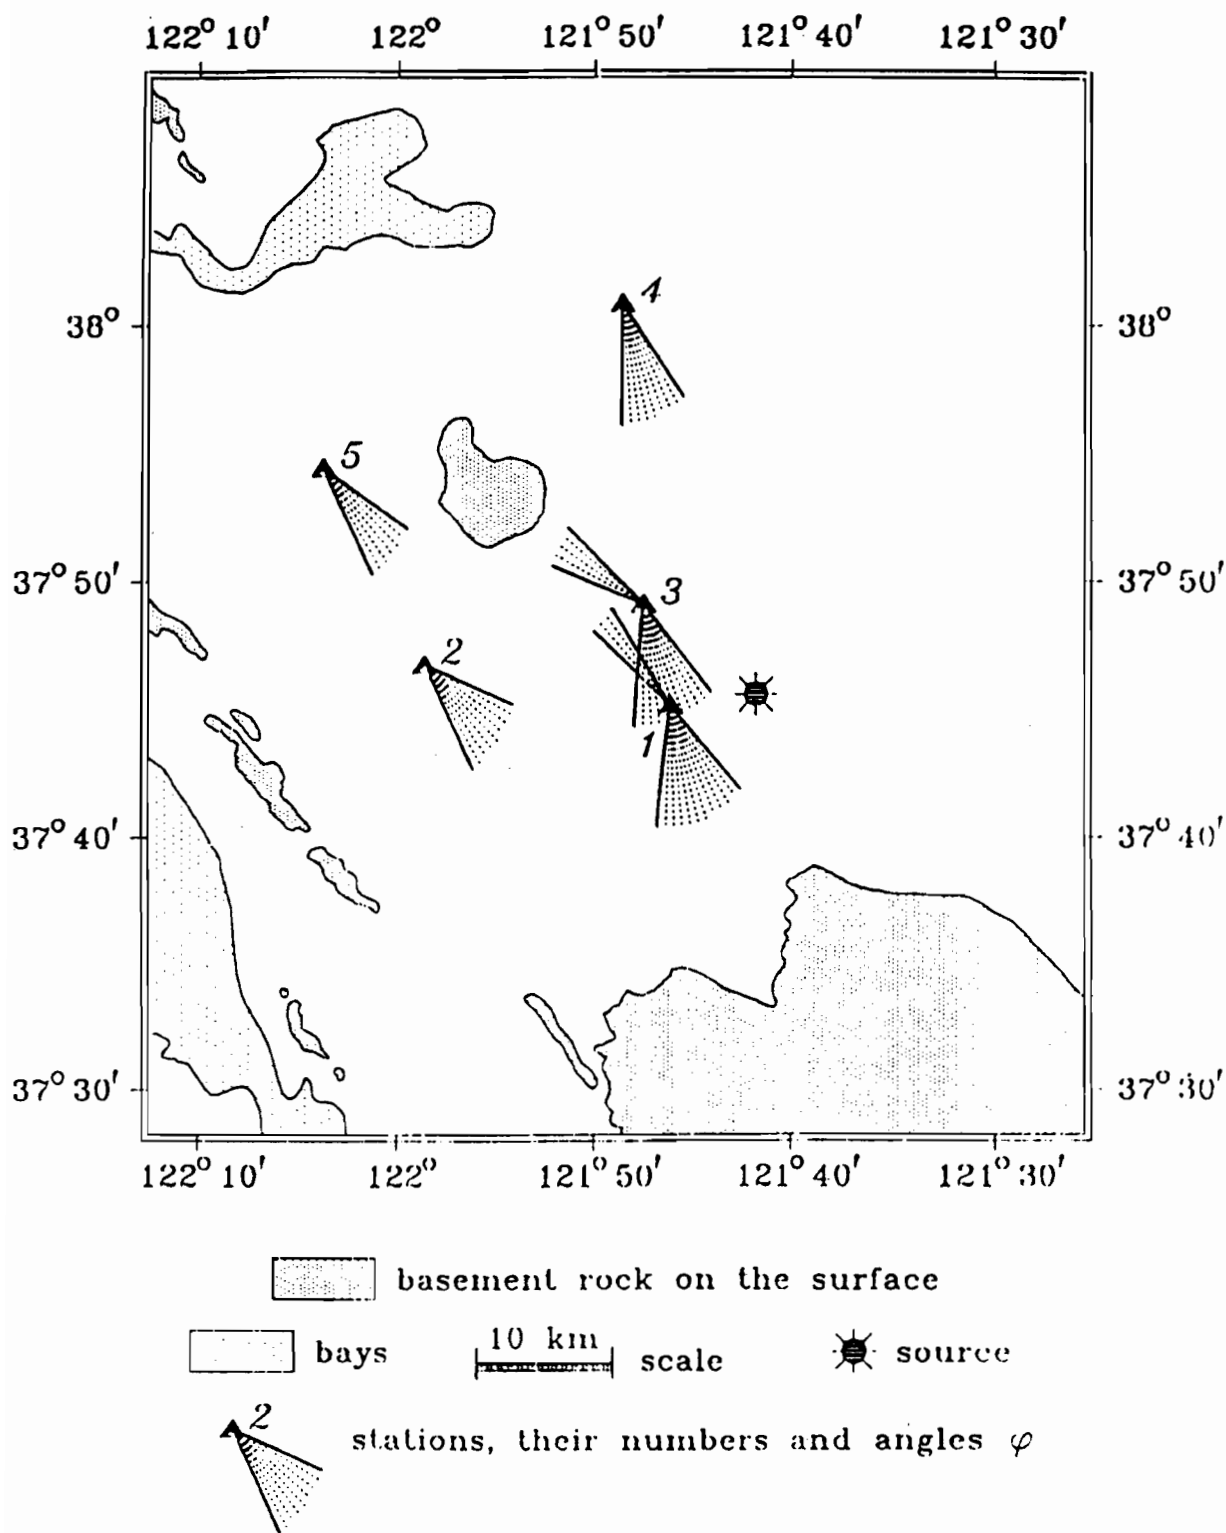 122° 10′ 122° 121° 50′ 121° 40′ 121° 30′
4
38° 38°
5
37° 50′ 37° 50′
3
2
1
37° 40′ 37° 40′
37° 30′ 37° 30′
122° 10′ 122° 121° 50′ 121° 40′ 121° 30′
basement rock on the surface
bays 10 km scale source
2
stations, their numbers and angles φ